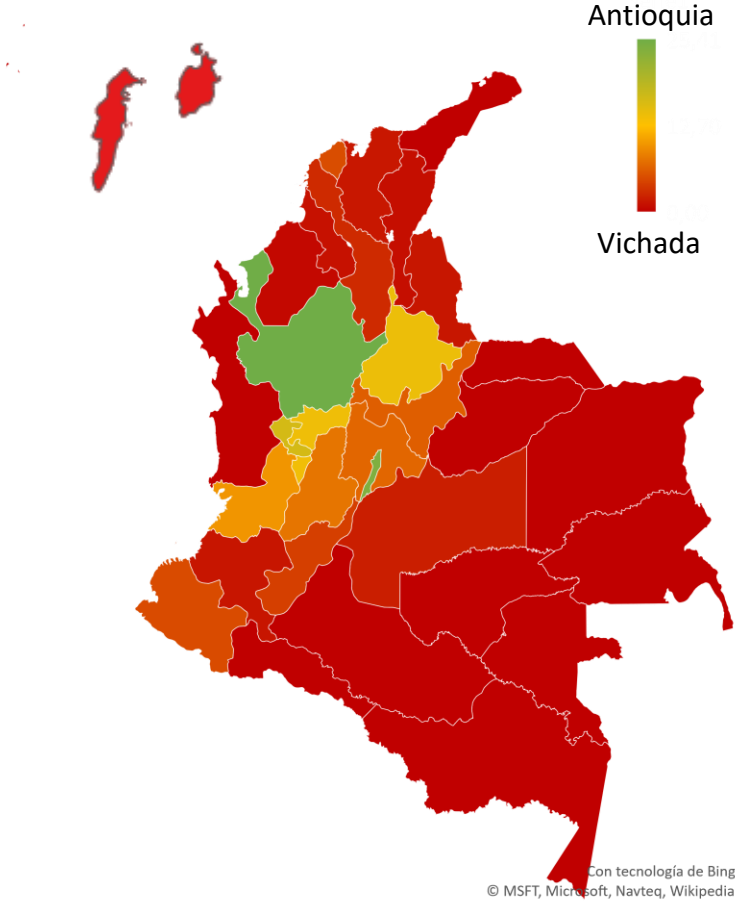 Antioquia
Vichada
Con tecnología de Bing
© MSFT, Microsoft, Navteq, Wikipedia